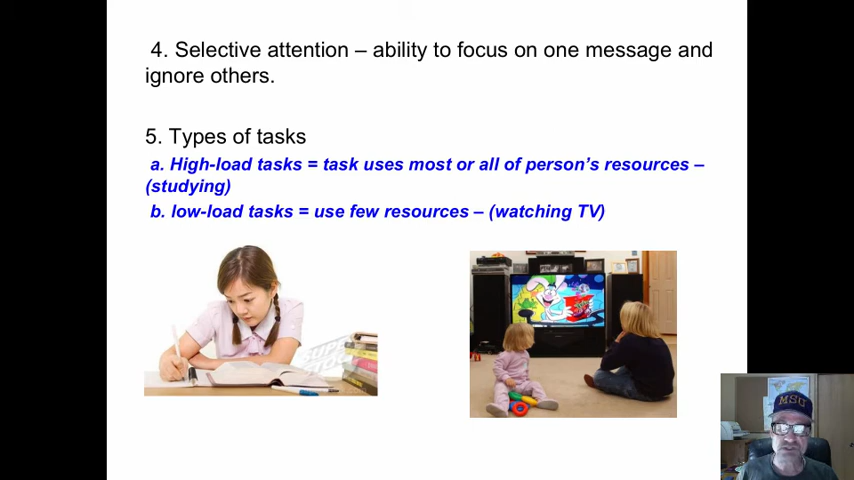 4. Selective attention – ability to focus on one message and
ignore others.
5. Types of tasks
a. High-load tasks = task uses most or all of person's resources –
(studying)
b. low-load tasks = use few resources – (watching TV)
MSU